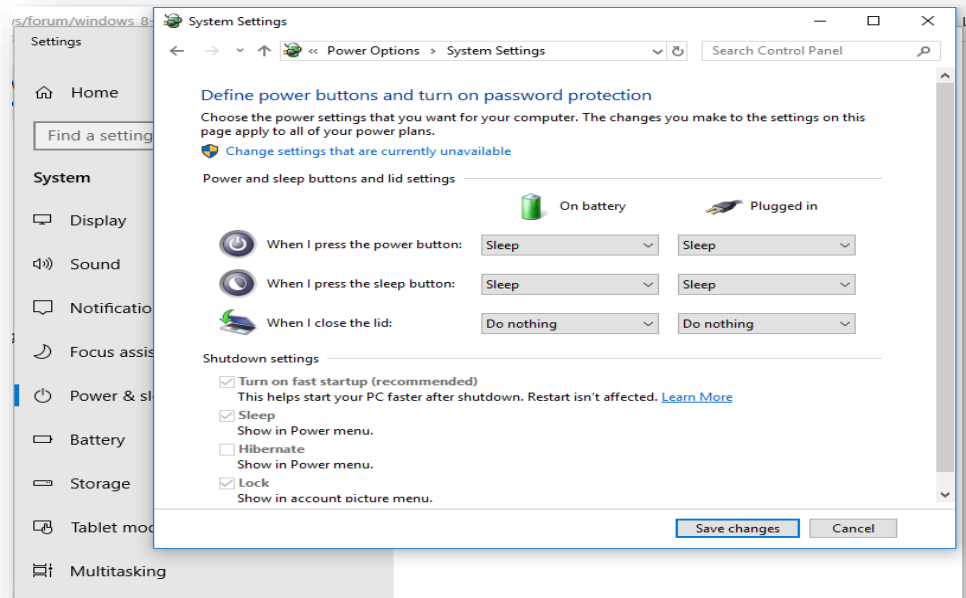 s/forum/windows_8-
Settings
Home
Find a setting
System
Display
Sound
Notificatio
Focus assis
Power & sl
Battery
Storage
Tablet mod
Multitasking
System Settings
« Power Options > System Settings
Search Control Panel
Define power buttons and turn on password protection
Choose the power settings that you want for your computer. The changes you make to the settings on this
page apply to all of your power plans.
Change settings that are currently unavailable
Power and sleep buttons and lid settings
On battery Plugged in
When I press the power button: Sleep Sleep
When I press the sleep button: Sleep Sleep
When I close the lid: Do nothing Do nothing
Shutdown settings
Turn on fast startup (recommended)
This helps start your PC faster after shutdown. Restart isn't affected. Learn More
Sleep
Show in Power menu.
Hibernate
Show in Power menu.
Lock
Show in account picture menu.
Save changes Cancel